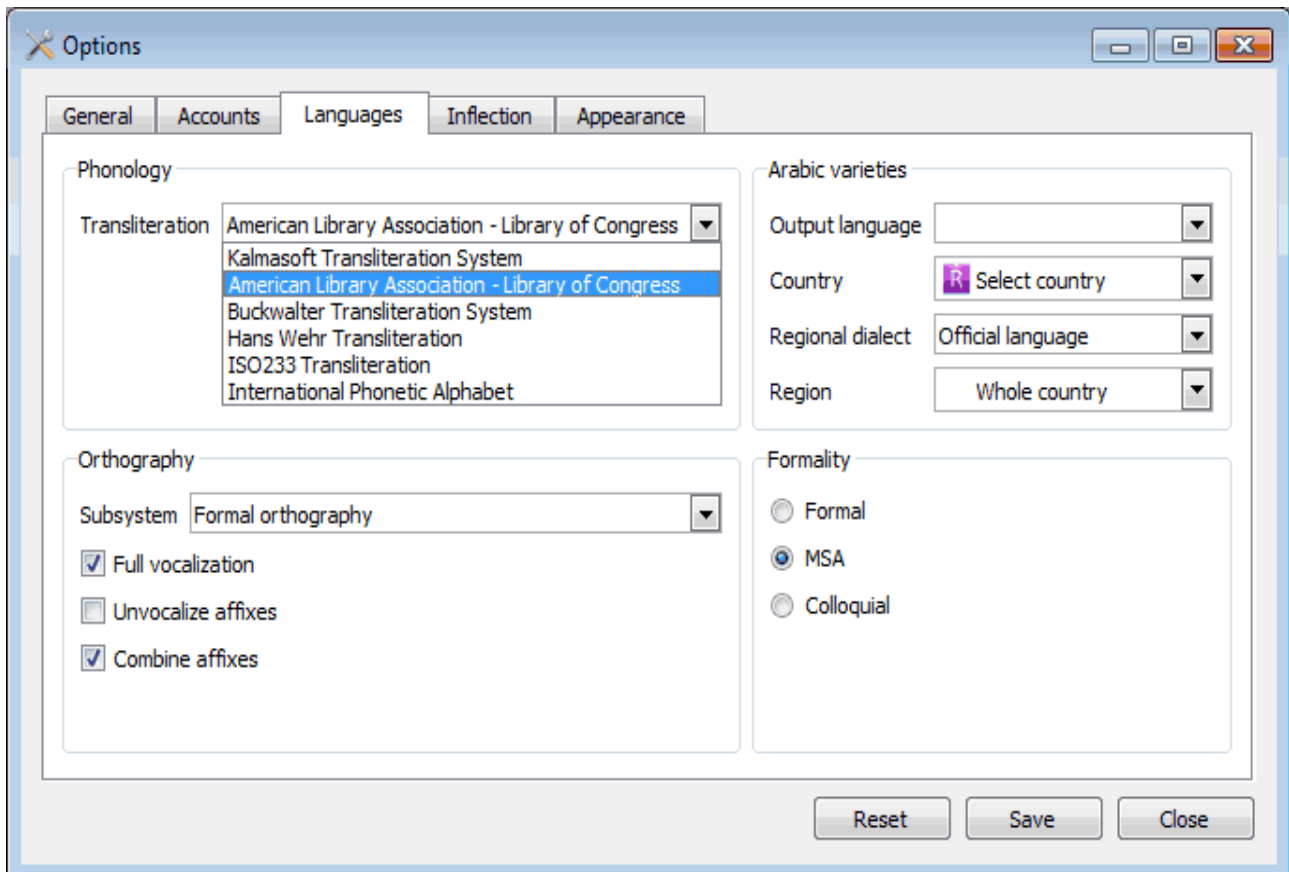 Options
General Accounts Languages Inflection Appearance
Phonology
Transliteration American Library Association - Library of Congress
Kalmasoft Transliteration System
American Library Association - Library of Congress
Buckwalter Transliteration System
Hans Wehr Transliteration
ISO233 Transliteration
International Phonetic Alphabet
Arabic varieties
Output language
Country R Select country
Regional dialect Official language
Region Whole country
Orthography
Subsystem Formal orthography
Full vocalization
Unvocalize affixes
Combine affixes
Formality
Formal
MSA
Colloquial
Reset Save Close